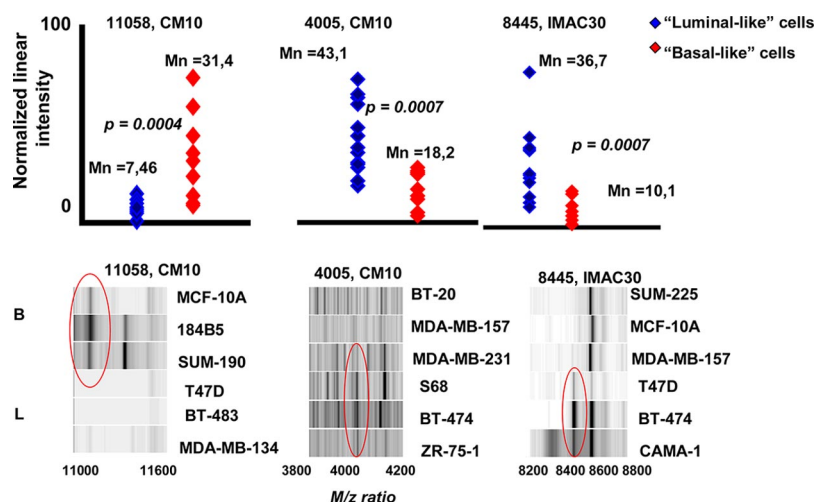 11058, CM10
4005, CM10
8445, IMAC30
"Luminal-like" cells
"Basal-like" cells
Normalized linear
intensity
100
0
Mn =31,4
p = 0.0004
Mn =7,46
Mn =43,1
p = 0.0007
Mn =18,2
Mn =36,7
p = 0.0007
Mn =10,1
11058, CM10
4005, CM10
8445, IMAC30
B
L
MCF-10A
184B5
SUM-190
T47D
BT-483
MDA-MB-134
11000 11600
BT-20
MDA-MB-157
MDA-MB-231
S68
BT-474
ZR-75-1
3800 4000 4200
SUM-225
MCF-10A
MDA-MB-157
T47D
BT-474
CAMA-1
8200 8400 8600 8800
M/z ratio